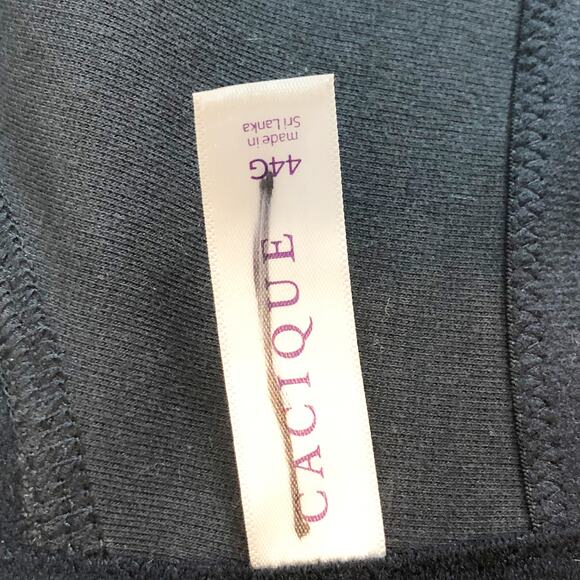 CACIQUE
44G
made in
Sri Lanka